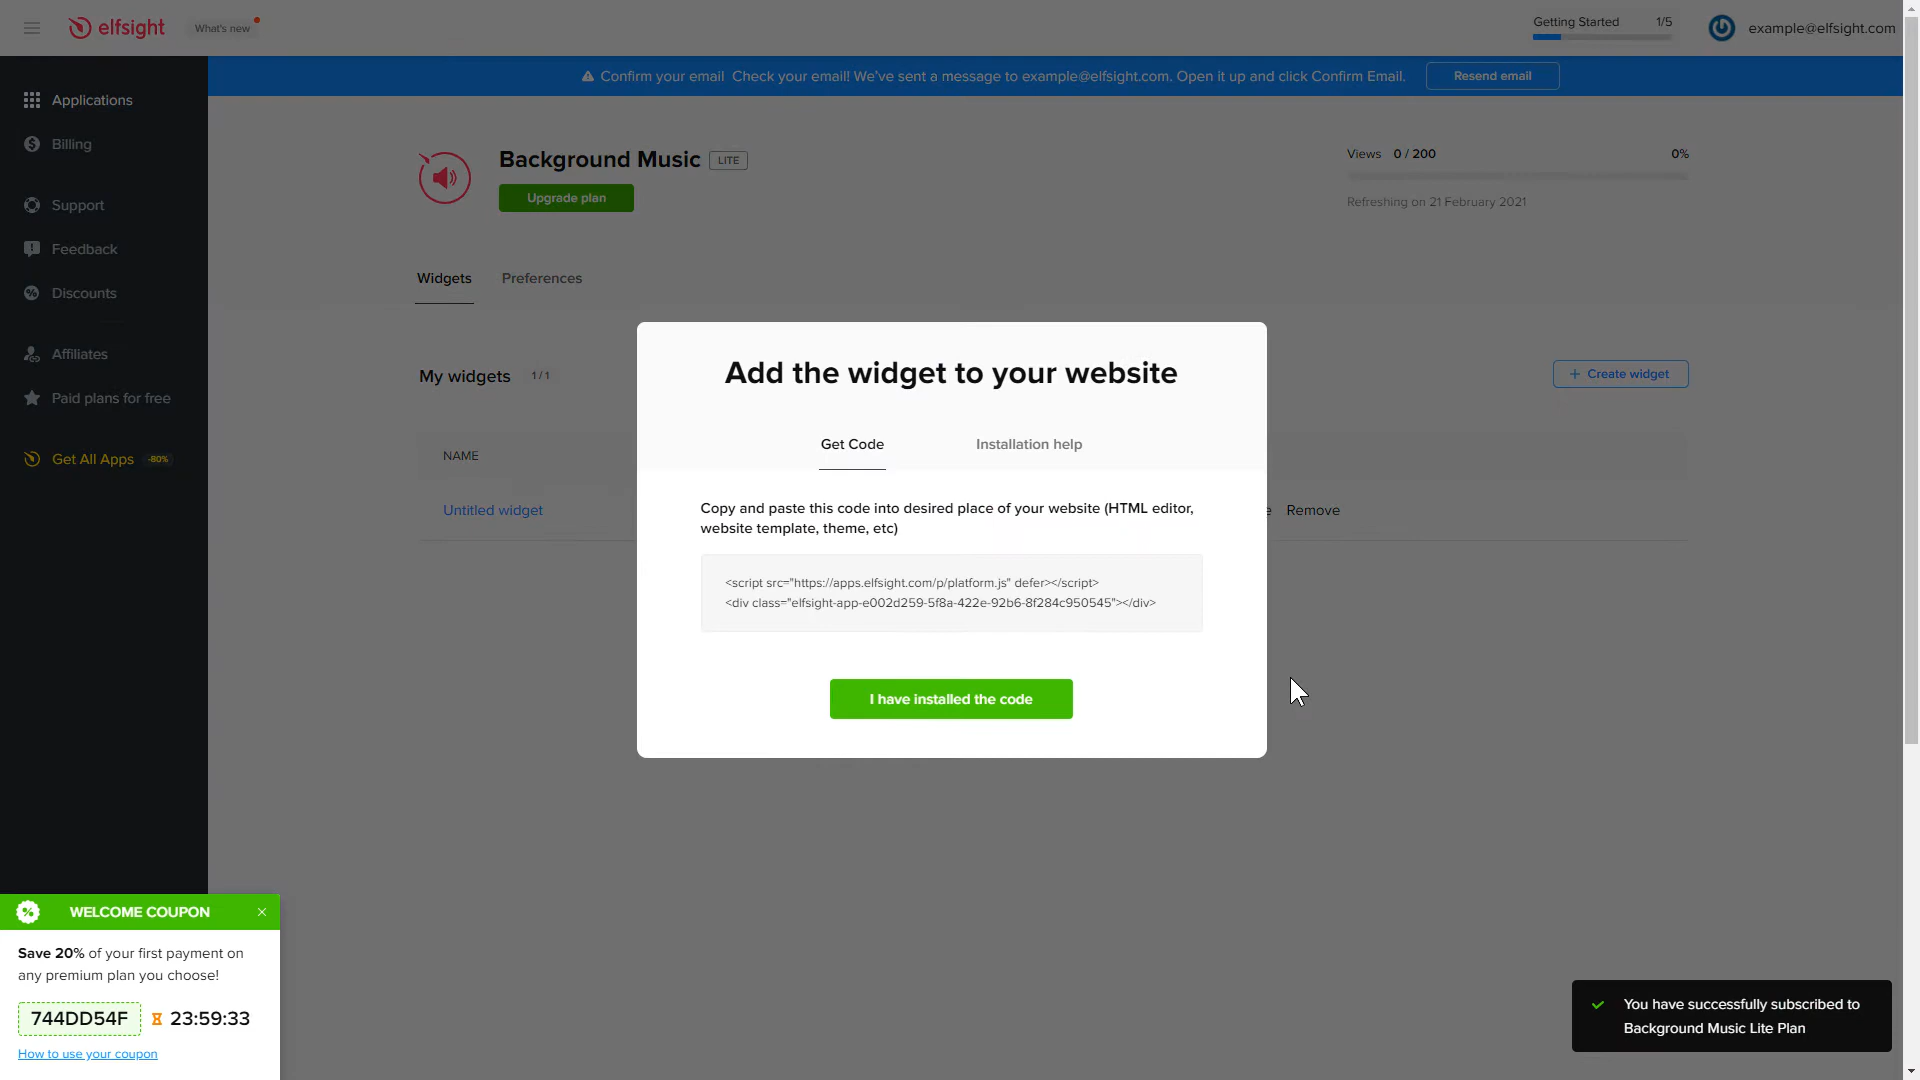 elfsight
What's new
Getting Started 1/5
example@elfsight.com
Confirm your email Check your email! We've sent a message to example@elfsight.com. Open it up and click Confirm Email.
Resend email
Applications
Billing
Support
Feedback
Discounts
Affiliates
Paid plans for free
Get All Apps -80%
Background Music LITE
Upgrade plan
Views 0 / 200 0%
Refreshing on 21 February 2021
Widgets Preferences
My widgets 1 / 1
+ Create widget
NAME
Untitled widget
e Remove
Add the widget to your website
Get Code Installation help
Copy and paste this code into desired place of your website (HTML editor,
website template, theme, etc)
<script src="https://apps.elfsight.com/p/platform.js" defer></script>
<div class="elfsight-app-e002d259-5f8a-422e-92b6-8f284c950545"></div>
I have installed the code
WELCOME COUPON
Save 20% of your first payment on
any premium plan you choose!
744DD54F 23:59:33
How to use your coupon
You have successfully subscribed to
Background Music Lite Plan